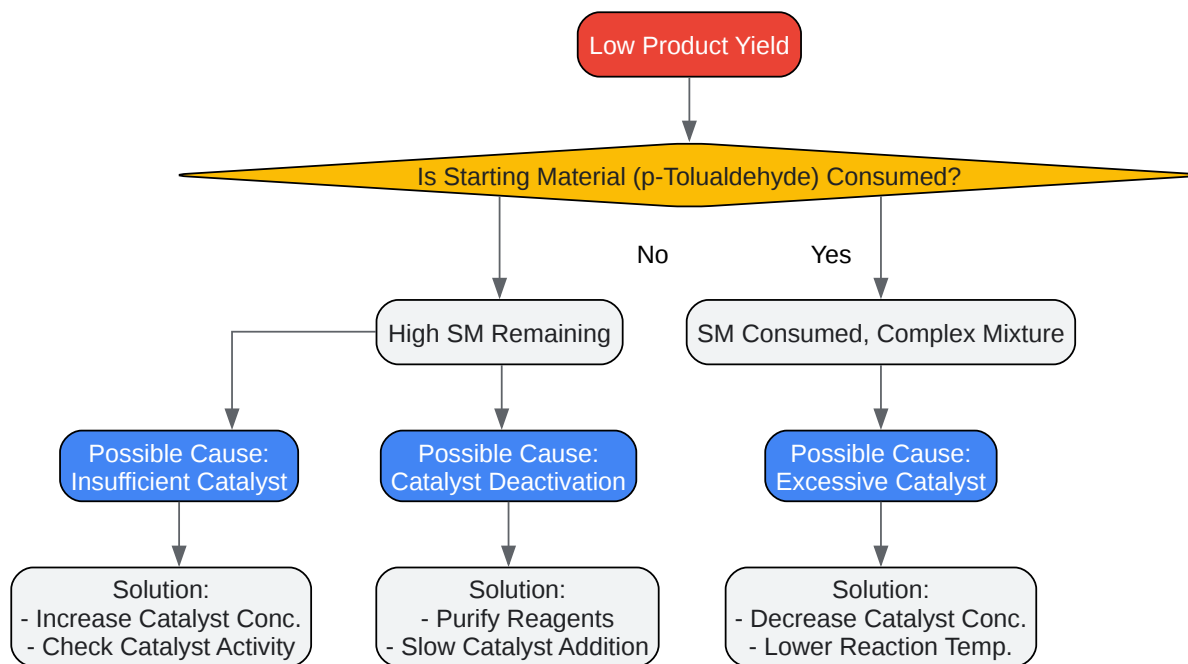 Low Product Yield
Is Starting Material (p-Tolualdehyde) Consumed?
No
Yes
High SM Remaining
SM Consumed, Complex Mixture
Possible Cause:
Insufficient Catalyst
Possible Cause:
Catalyst Deactivation
Possible Cause:
Excessive Catalyst
Solution:
- Increase Catalyst Conc.
- Check Catalyst Activity
Solution:
- Purify Reagents
- Slow Catalyst Addition
Solution:
- Decrease Catalyst Conc.
- Lower Reaction Temp.